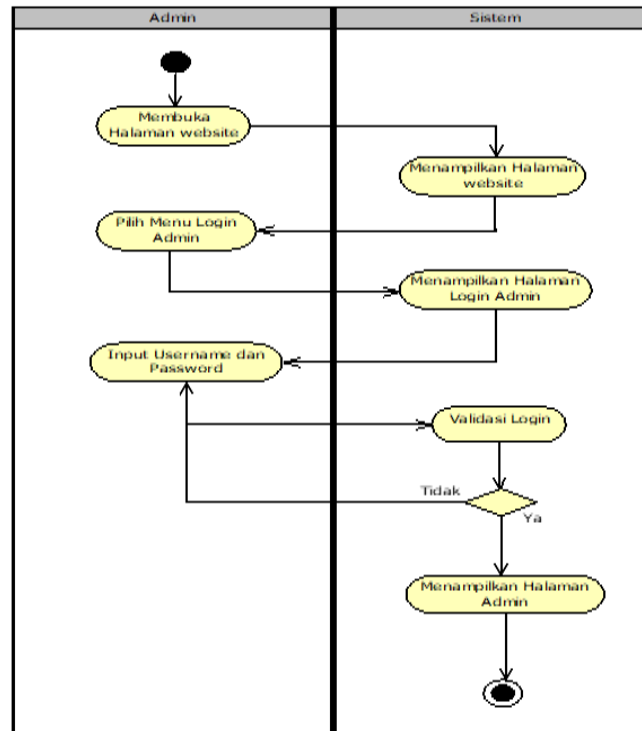 Admin
Sistem
Membuka
Halaman website
Menampilkan Halaman
website
Pilih Menu Login
Admin
Menampilkan Halaman
Login Admin
Input Username dan
Password
Validasi Login
Tidak
Ya
Menampilkan Halaman
Admin